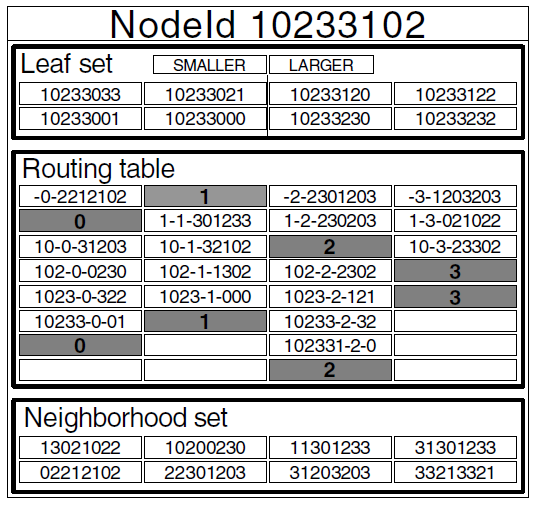 NodeId 10233102
Leaf set SMALLER LARGER
10233033 10233021 10233120 10233122
10233001 10233000 10233230 10233232
Routing table
-0-2212102 1 -2-2301203 -3-1203203
0 1-1-301233 1-2-230203 1-3-021022
10-0-31203 10-1-32102 2 10-3-23302
102-0-0230 102-1-1302 102-2-2302 3
1023-0-322 1023-1-000 1023-2-121 3
10233-0-01 1 10233-2-32
0 102331-2-0
2
Neighborhood set
13021022 10200230 11301233 31301233
02212102 22301203 31203203 33213321